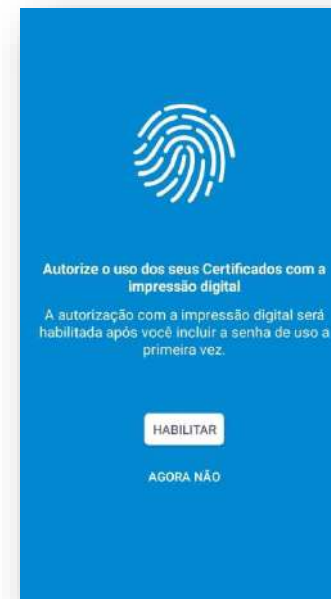 Autorize o uso dos seus Certificados com a
impressão digital
A autorização com a impressão digital será
habilitada após você incluir a senha de uso a
primeira vez.
HABILITAR
AGORA NÃO